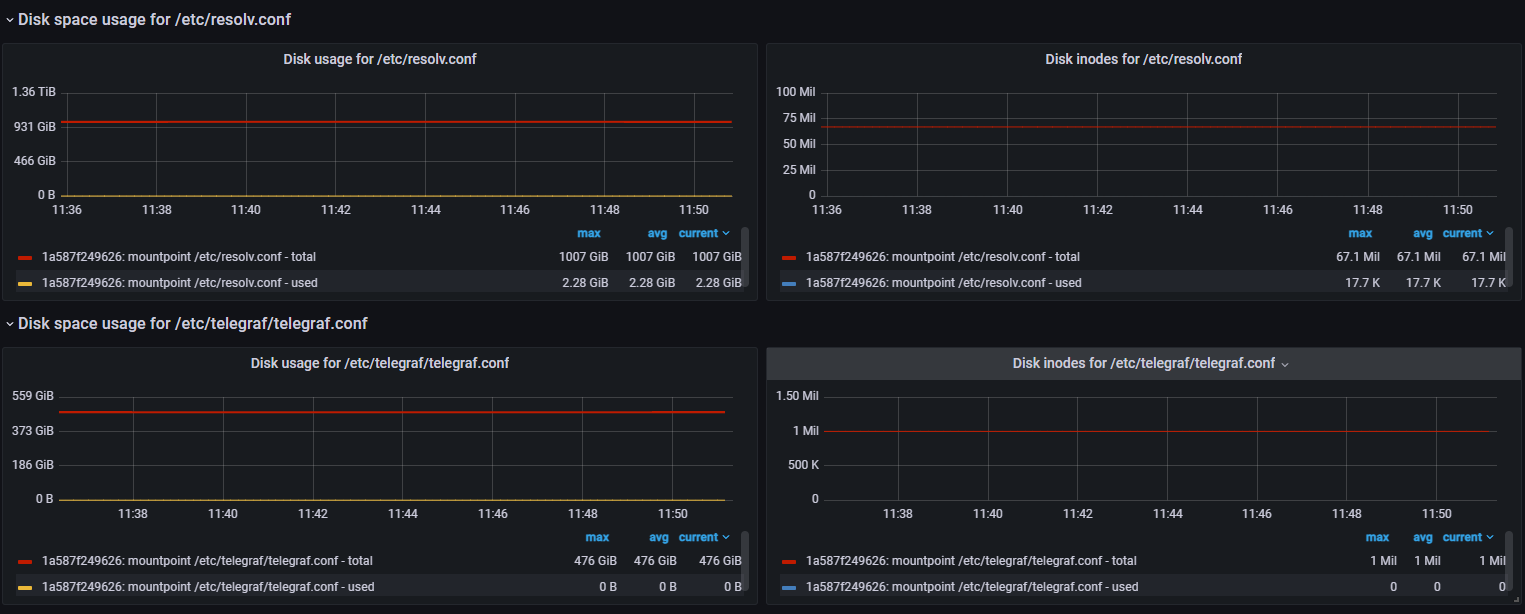 Disk space usage for /etc/resolv.conf
Disk usage for /etc/resolv.conf
1.36 TiB
931 GiB
466 GiB
0 B
11:36 11:38 11:40 11:42 11:44 11:46 11:48 11:50
max avg current
1a587f249626: mountpoint /etc/resolv.conf - total 1007 GiB 1007 GiB 1007 GiB
1a587f249626: mountpoint /etc/resolv.conf - used 2.28 GiB 2.28 GiB 2.28 GiB
Disk inodes for /etc/resolv.conf
100 Mil
75 Mil
50 Mil
25 Mil
0
11:36 11:38 11:40 11:42 11:44 11:46 11:48 11:50
max avg current
1a587f249626: mountpoint /etc/resolv.conf - total 67.1 Mil 67.1 Mil 67.1 Mil
1a587f249626: mountpoint /etc/resolv.conf - used 17.7 K 17.7 K 17.7 K
Disk space usage for /etc/telegraf/telegraf.conf
Disk usage for /etc/telegraf/telegraf.conf
559 GiB
373 GiB
186 GiB
0 B
11:38 11:40 11:42 11:44 11:46 11:48 11:50
max avg current
1a587f249626: mountpoint /etc/telegraf/telegraf.conf - total 476 GiB 476 GiB 476 GiB
1a587f249626: mountpoint /etc/telegraf/telegraf.conf - used 0 B 0 B 0 B
Disk inodes for /etc/telegraf/telegraf.conf
1.50 Mil
1 Mil
500 K
0
11:38 11:40 11:42 11:44 11:46 11:48 11:50
max avg current
1a587f249626: mountpoint /etc/telegraf/telegraf.conf - total 1 Mil 1 Mil 1 Mil
1a587f249626: mountpoint /etc/telegraf/telegraf.conf - used 0 0 0